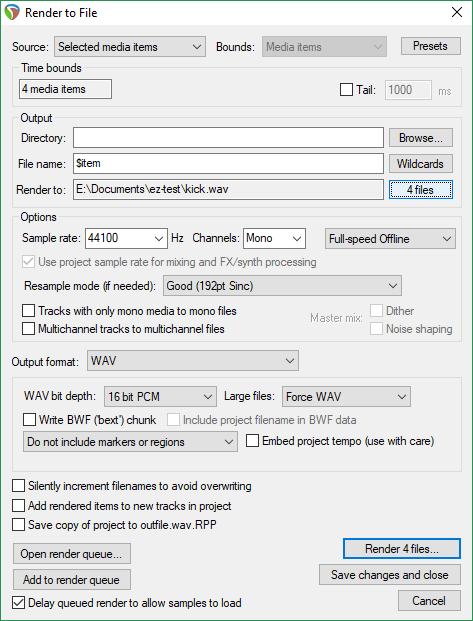 Render to File
Source: Selected media items Bounds: Media items Presets
Time bounds
4 media items Tail: 1000 ms
Output
Directory: Browse...
File name: $item Wildcards
Render to: E:\Documents\ez-test\kick.wav 4 files
Options
Sample rate: 44100 Hz Channels: Mono Full-speed Offline
Use project sample rate for mixing and FX/synth processing
Resample mode (if needed): Good (192pt Sinc)
Tracks with only mono media to mono files Master mix: Dither
Multichannel tracks to multichannel files Noise shaping
Output format: WAV
WAV bit depth: 16 bit PCM Large files: Force WAV
Write BWF ('bext') chunk Include project filename in BWF data
Do not include markers or regions Embed project tempo (use with care)
Silently increment filenames to avoid overwriting
Add rendered items to new tracks in project
Save copy of project to outfile.wav.RPP
Open render queue... Render 4 files...
Add to render queue Save changes and close
Delay queued render to allow samples to load Cancel